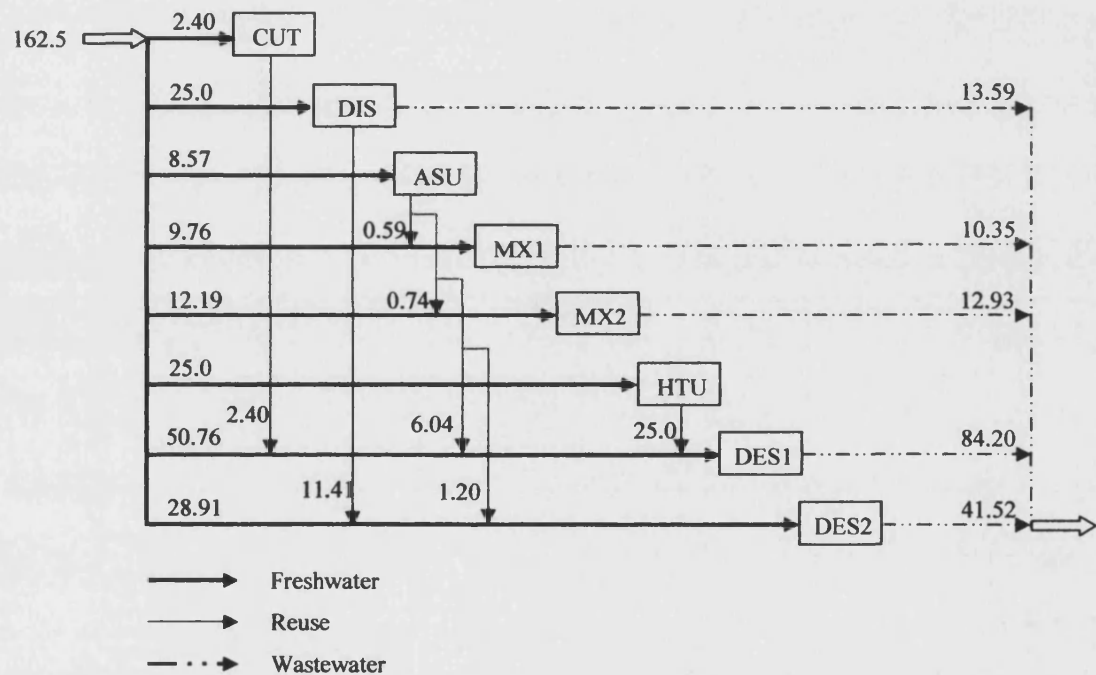 2.40
162.5
CUT
25.0
DIS
13.59
8.57
ASU
9.76
0.59
MX1
10.35
12.19
0.74
MX2
12.93
25.0
HTU
2.40
6.04
25.0
50.76
DES1
84.20
11.41
1.20
28.91
DES2
41.52
Freshwater
Reuse
Wastewater